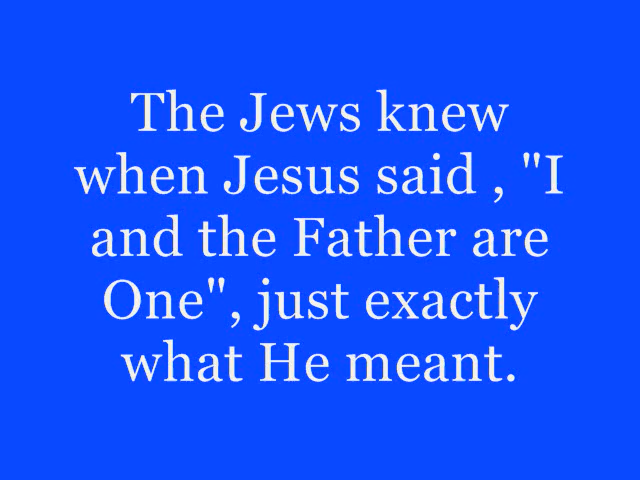 The Jews knew
when Jesus said , "I
and the Father are
One", just exactly
what He meant.